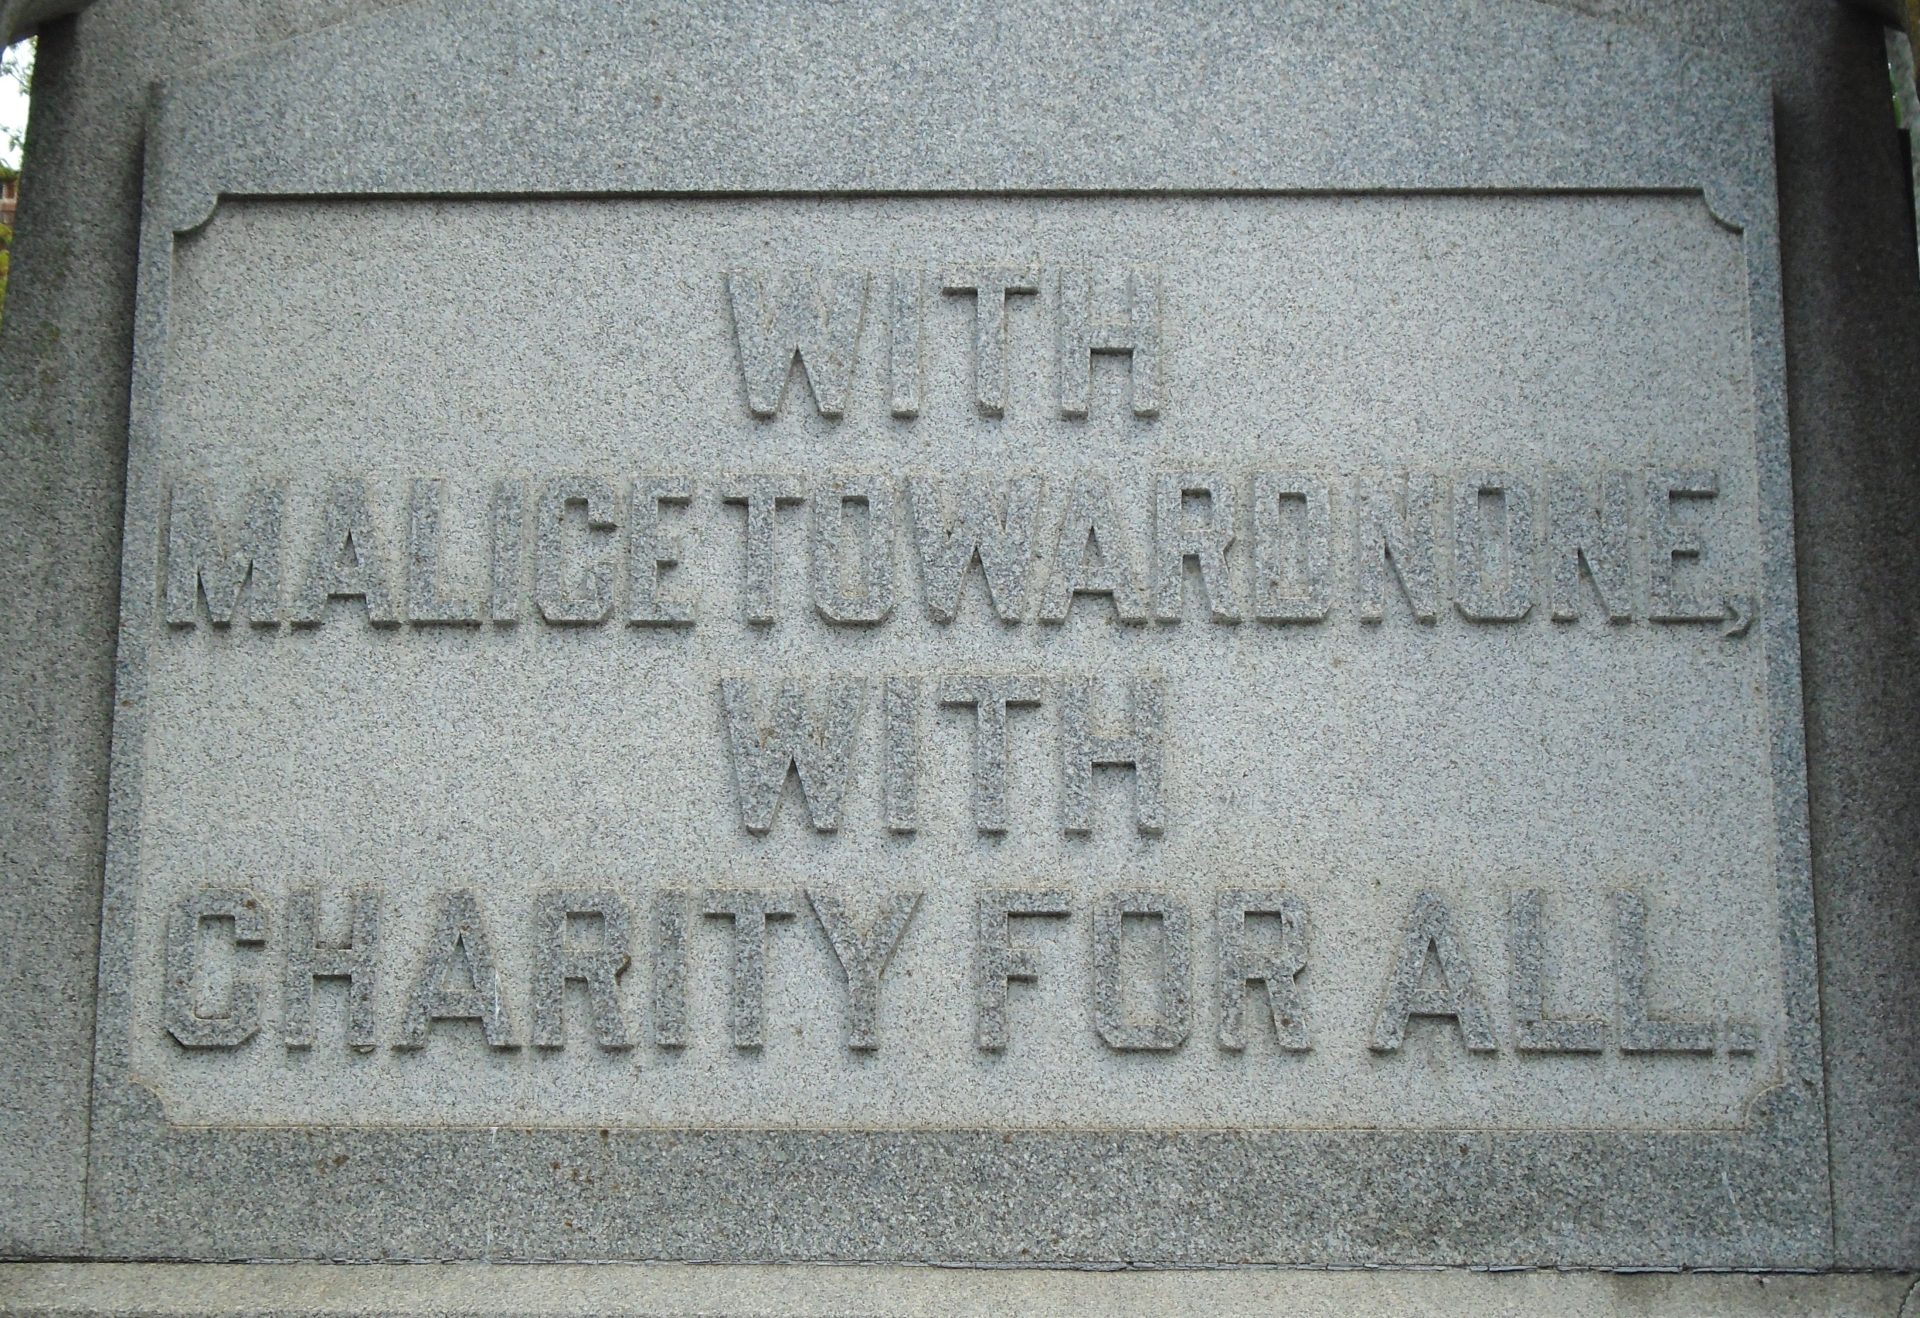 WITH
MALICE TOWARD NONE,
WITH
CHARITY FOR ALL.